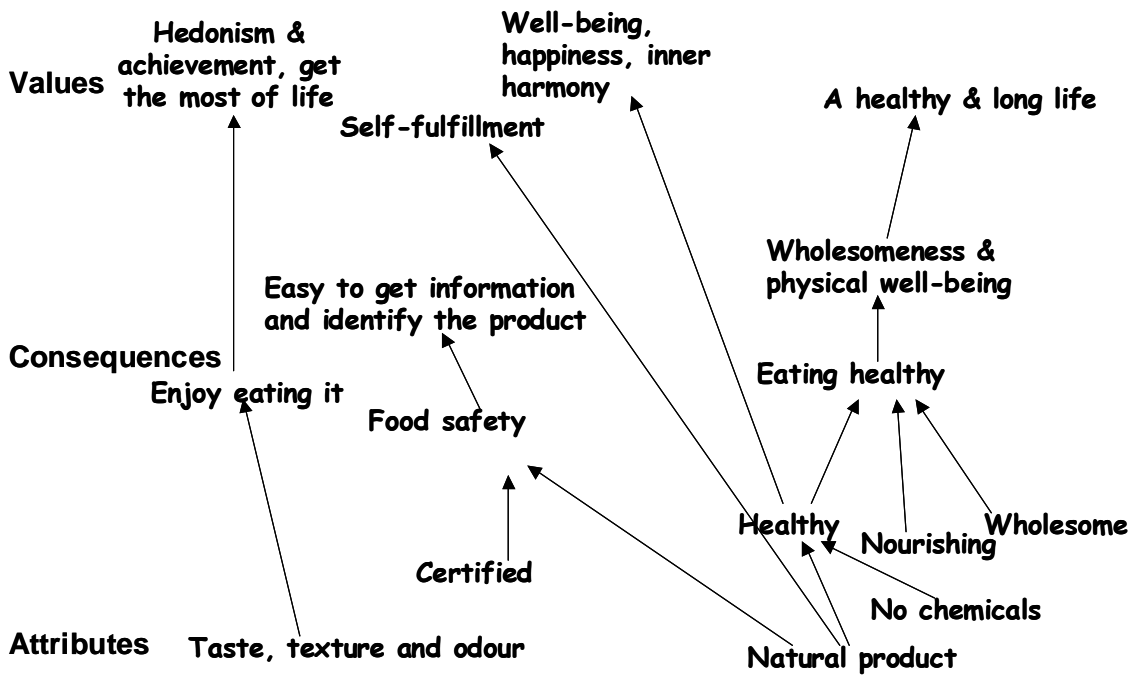 Hedonism &
achievement, get
the most of life
Values
Well-being,
happiness, inner
harmony
A healthy & long life
Self-fulfillment
Wholesomeness &
physical well-being
Easy to get information
and identify the product
Consequences
Enjoy eating it
Eating healthy
Food safety
Healthy
Nourishing
Wholesome
Certified
No chemicals
Attributes
Taste, texture and odour
Natural product